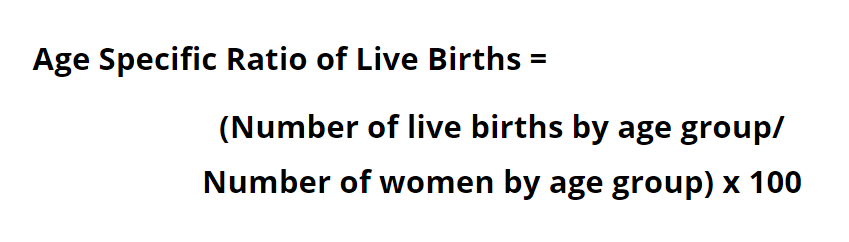 Age Specific Ratio of Live Births =
(Number of live births by age group/
Number of women by age group) x 100